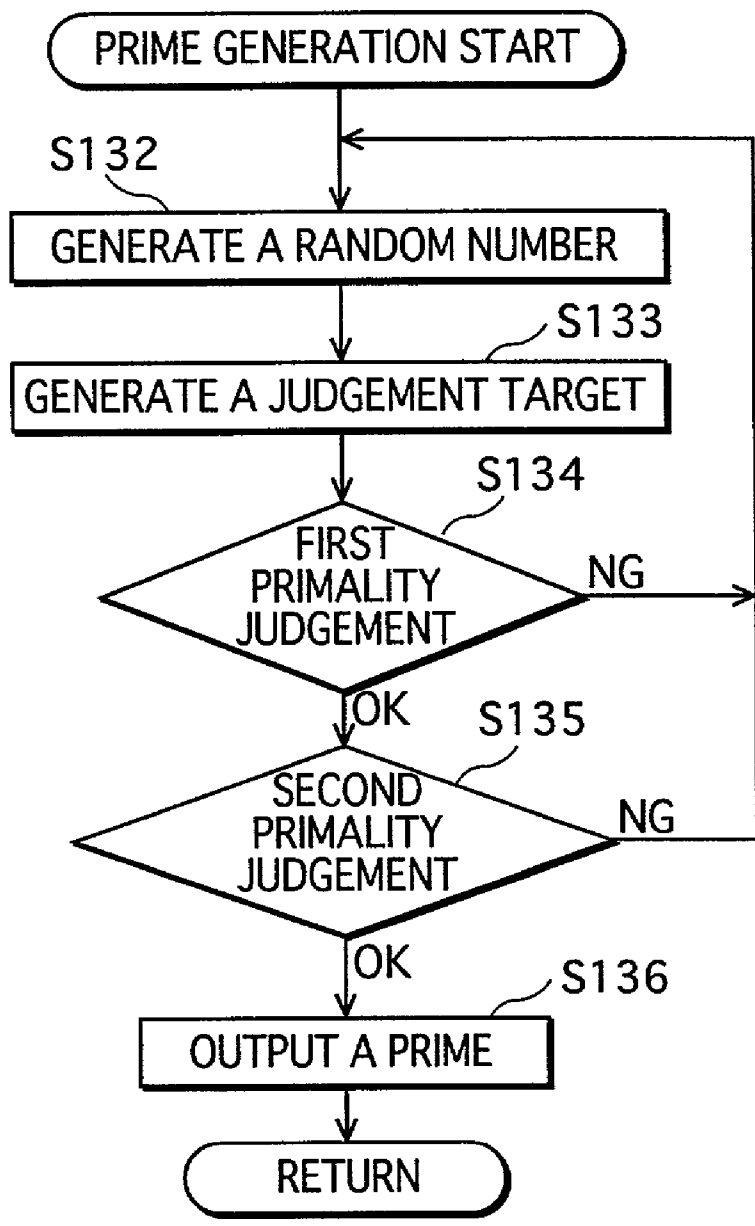 PRIME GENERATION START
S132
GENERATE A RANDOM NUMBER
S133
GENERATE A JUDGEMENT TARGET
S134
FIRST
PRIMALITY
JUDGEMENT
NG
OK
S135
SECOND
PRIMALITY
JUDGEMENT
NG
OK
S136
OUTPUT A PRIME
RETURN